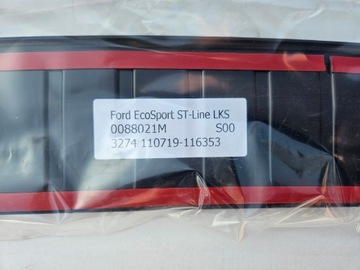 Ford EcoSport ST-Line LKS
0088021M S00
3274 110719-116353